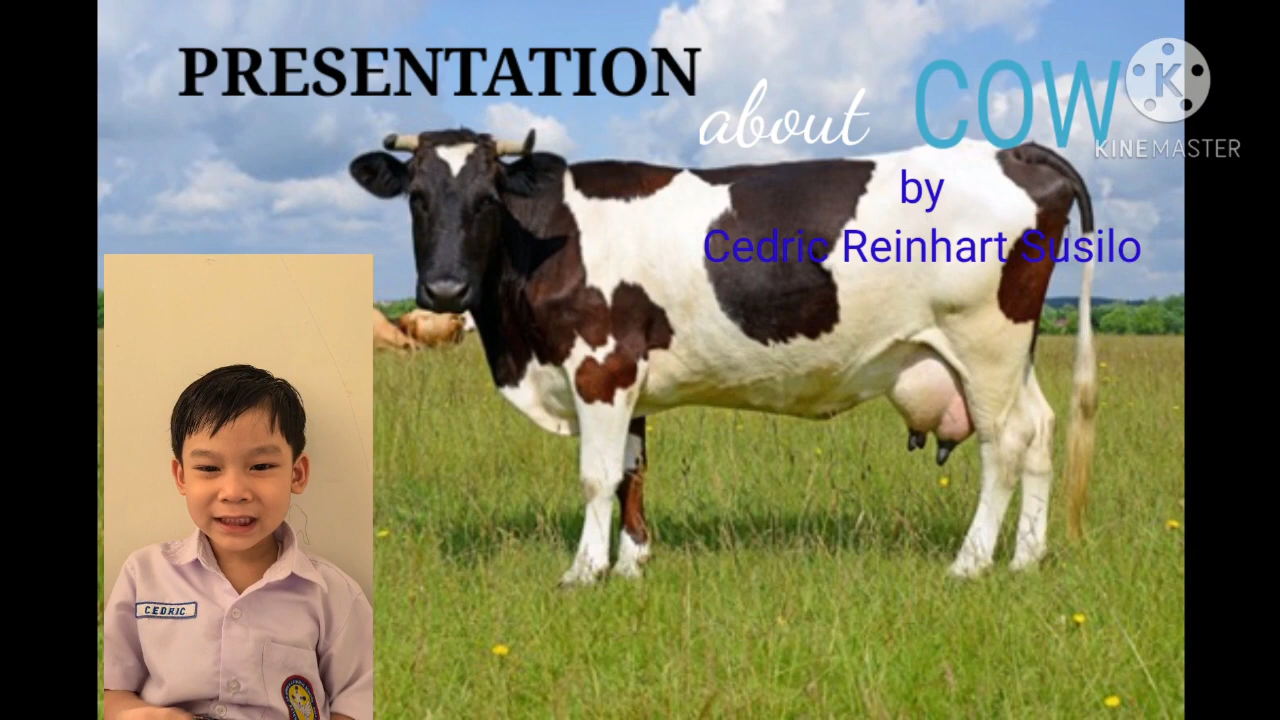 PRESENTATION
about
COW
by
Cedric Reinhart Susilo
K
KINEMASTER
CEDRIC